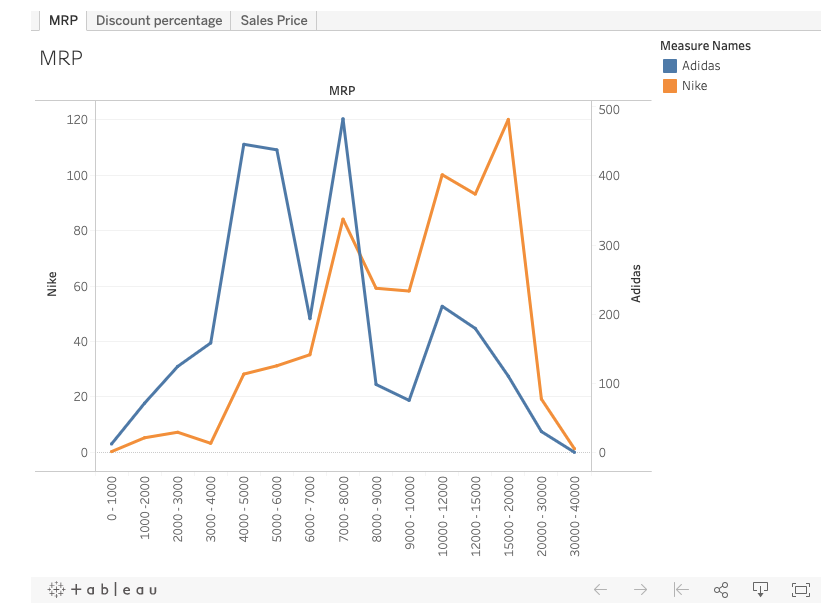 MRP Discount percentage Sales Price
MRP
Measure Names
Adidas
Nike
MRP
Nike
120
100
80
60
40
20
0
500
400
300
200
100
0
Adidas
0 - 1000
1000 -2000
2000 - 3000
3000 - 4000
4000 - 5000
5000 - 6000
6000 - 7000
7000 - 8000
8000 - 9000
9000 - 10000
10000 - 12000
12000 - 15000
15000 - 20000
20000 - 30000
30000 - 40000
+ a b l e a u